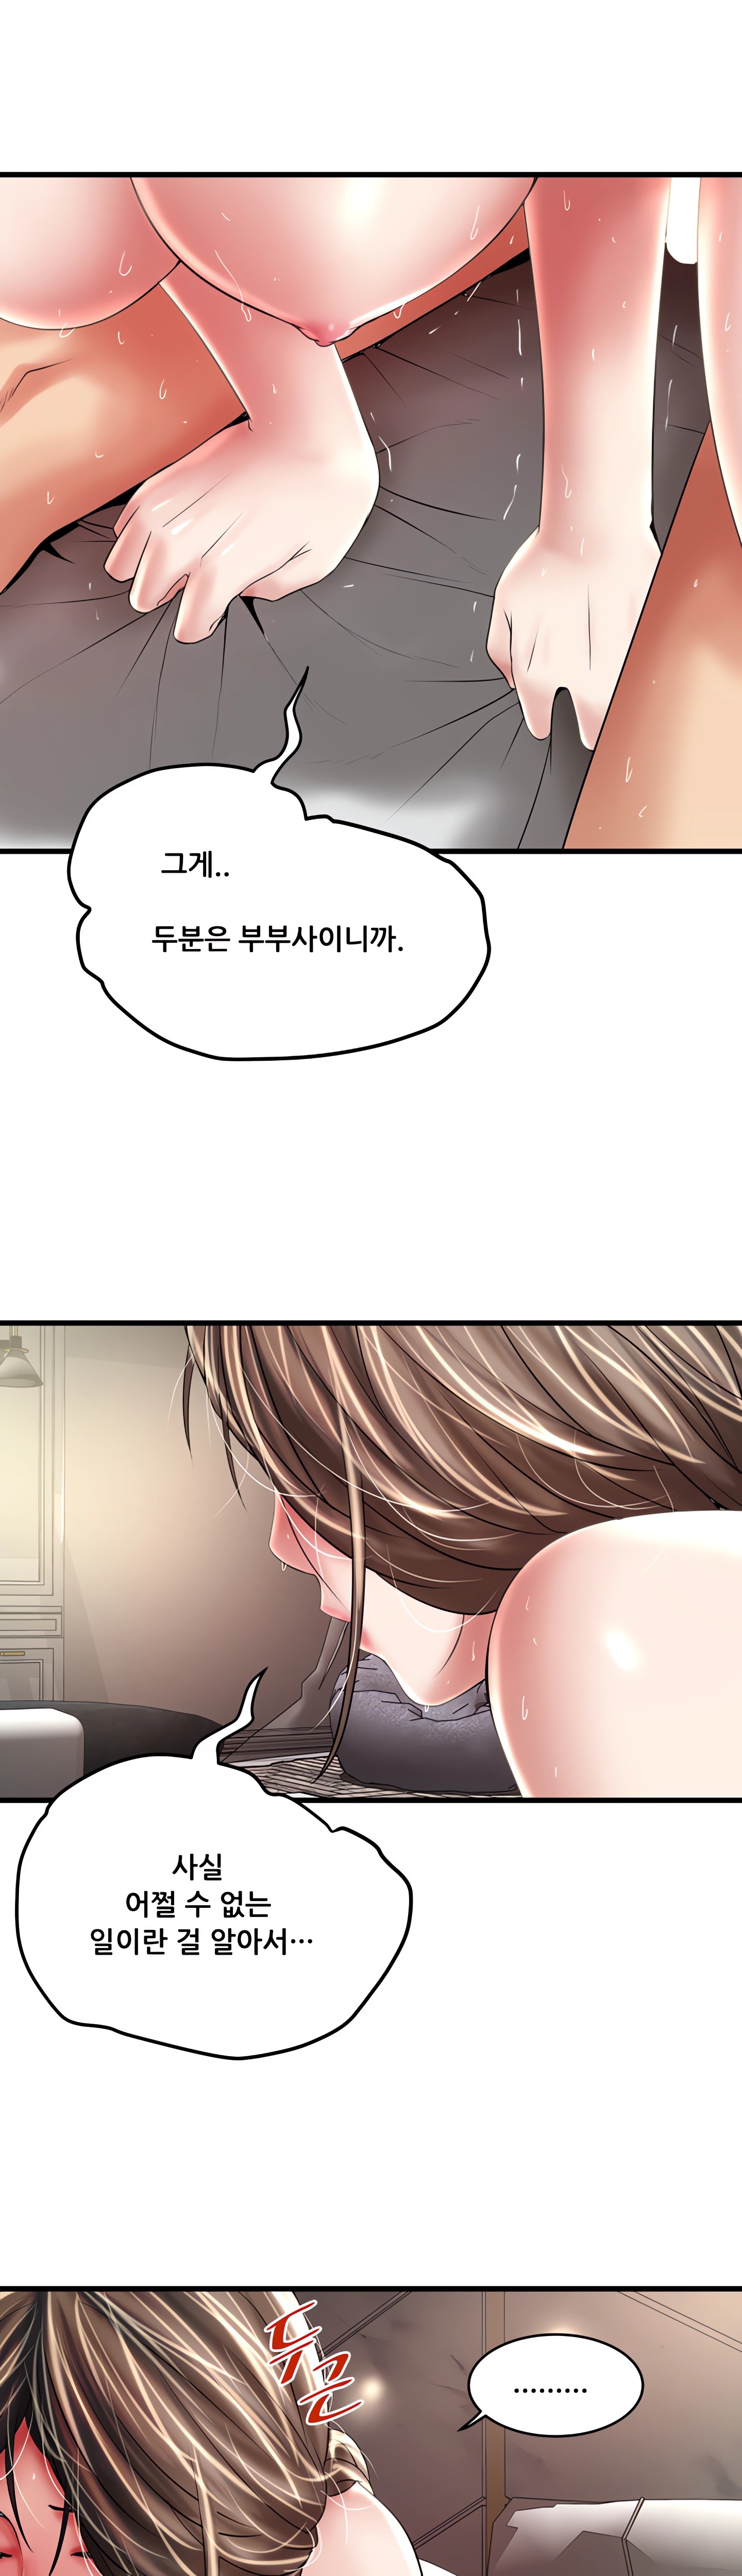 그게..
두분은 부부사이니까.
사실
어쩔 수 없는
일이란 걸 알아서…
두근
.........